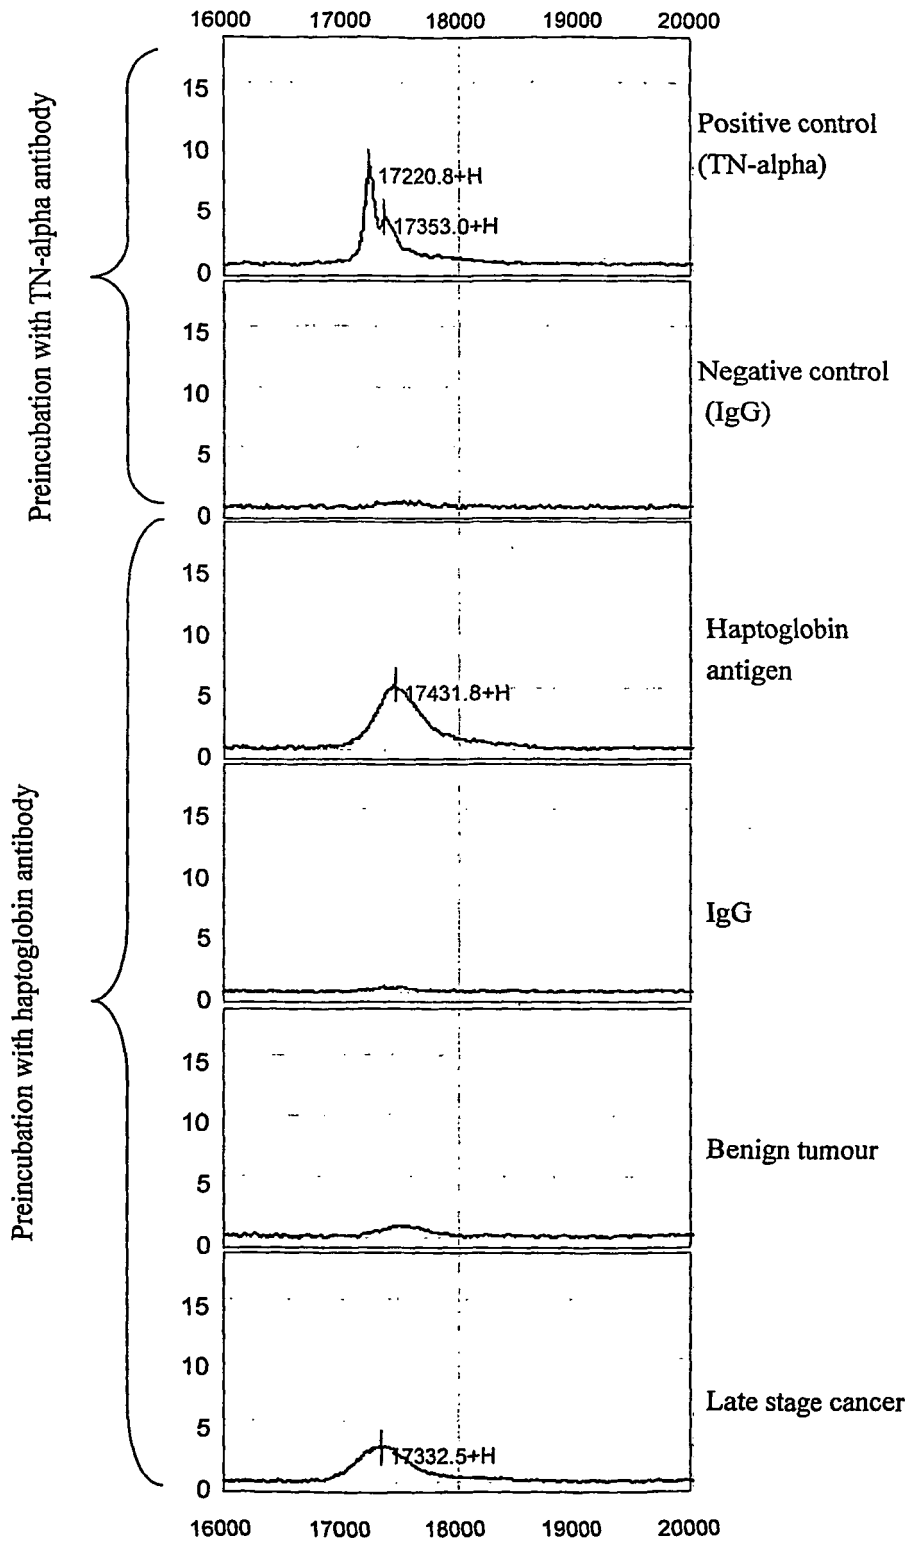 16000 17000 18000 19000 20000
Preincubation with TN-alpha antibody
15
10
5
0
17220.8+H
17353.0+H
Positive control
(TN-alpha)
15
10
5
0
Negative control
(IgG)
Preincubation with haptoglobin antibody
15
10
5
0
17431.8+H
Haptoglobin
antigen
15
10
5
0
IgG
15
10
5
0
Benign tumour
15
10
5
0
17332.5+H
Late stage cancer
16000 17000 18000 19000 20000